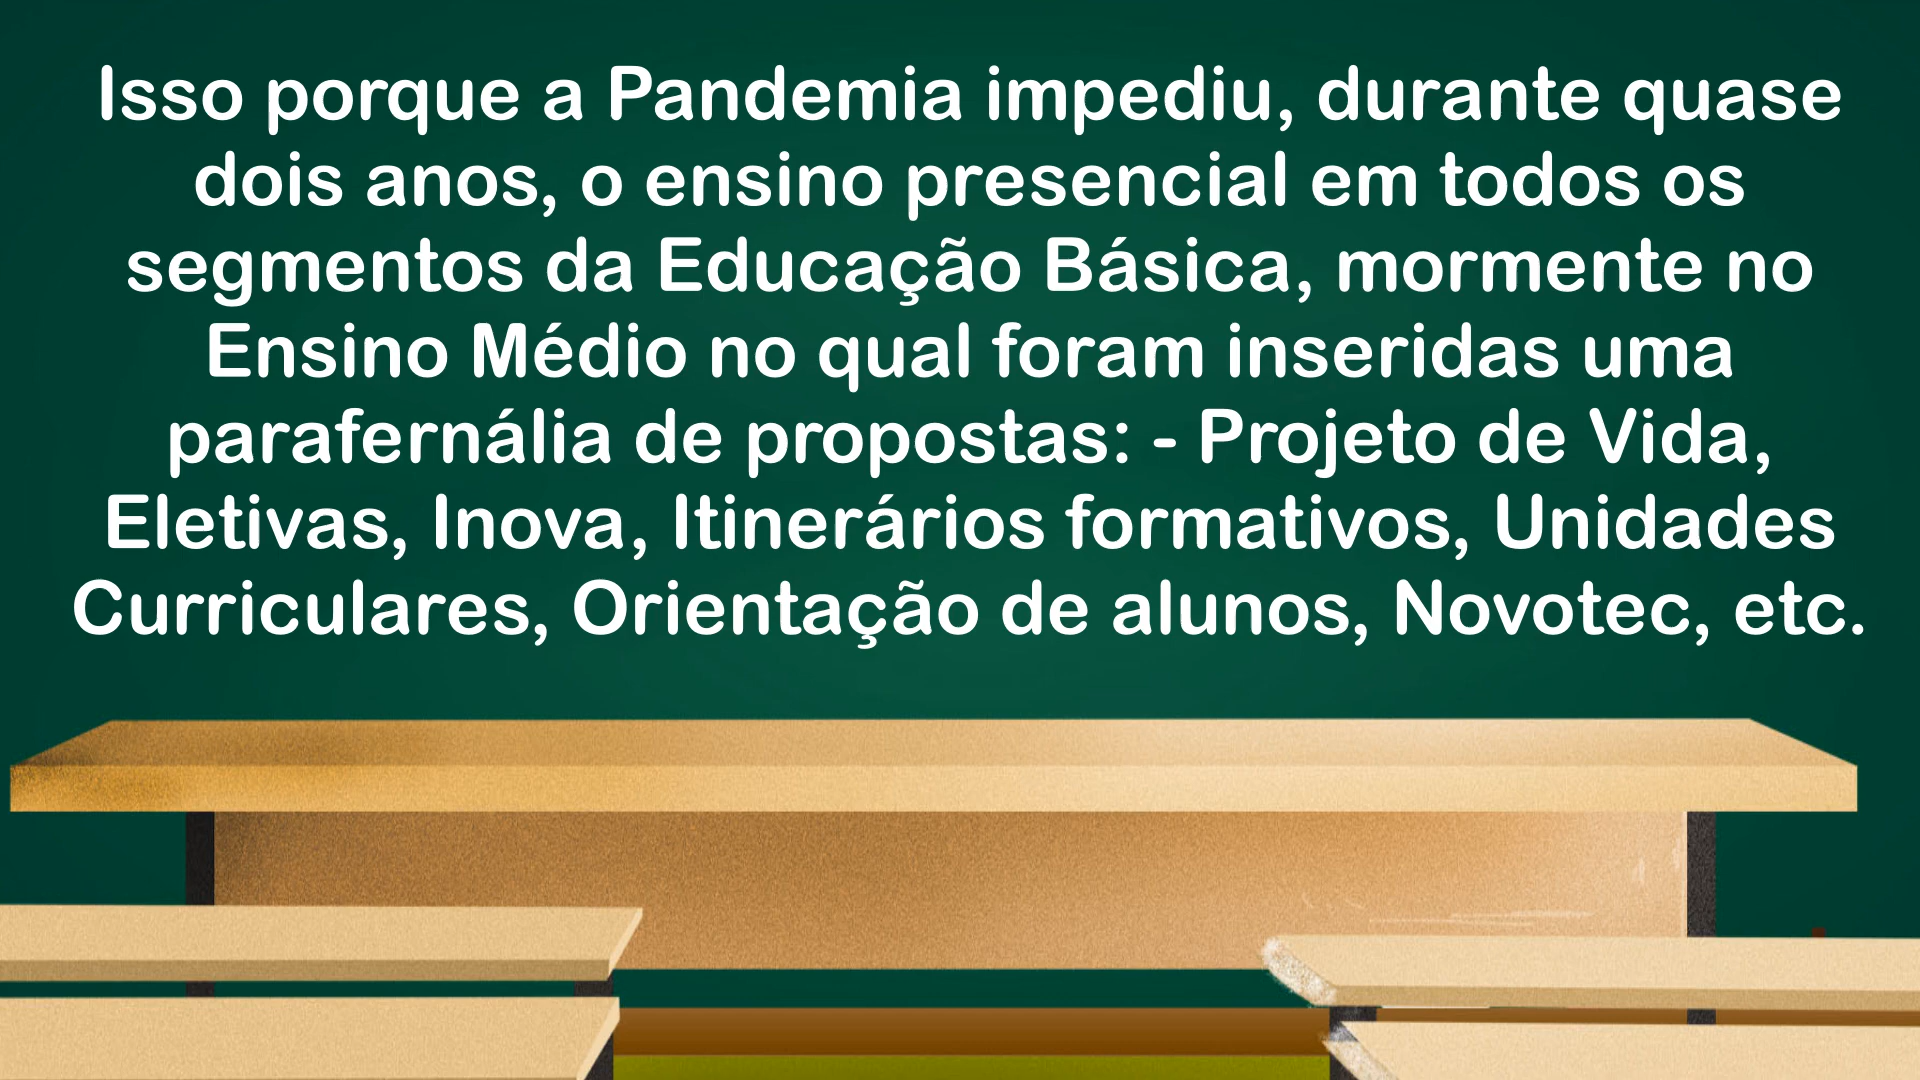 Isso porque a Pandemia impediu, durante quase
dois anos, o ensino presencial em todos os
segmentos da Educação Básica, mormente no
Ensino Médio no qual foram inseridas uma
parafernália de propostas: - Projeto de Vida,
Eletivas, Inova, Itinerários formativos, Unidades
Curriculares, Orientação de alunos, Novotec, etc.